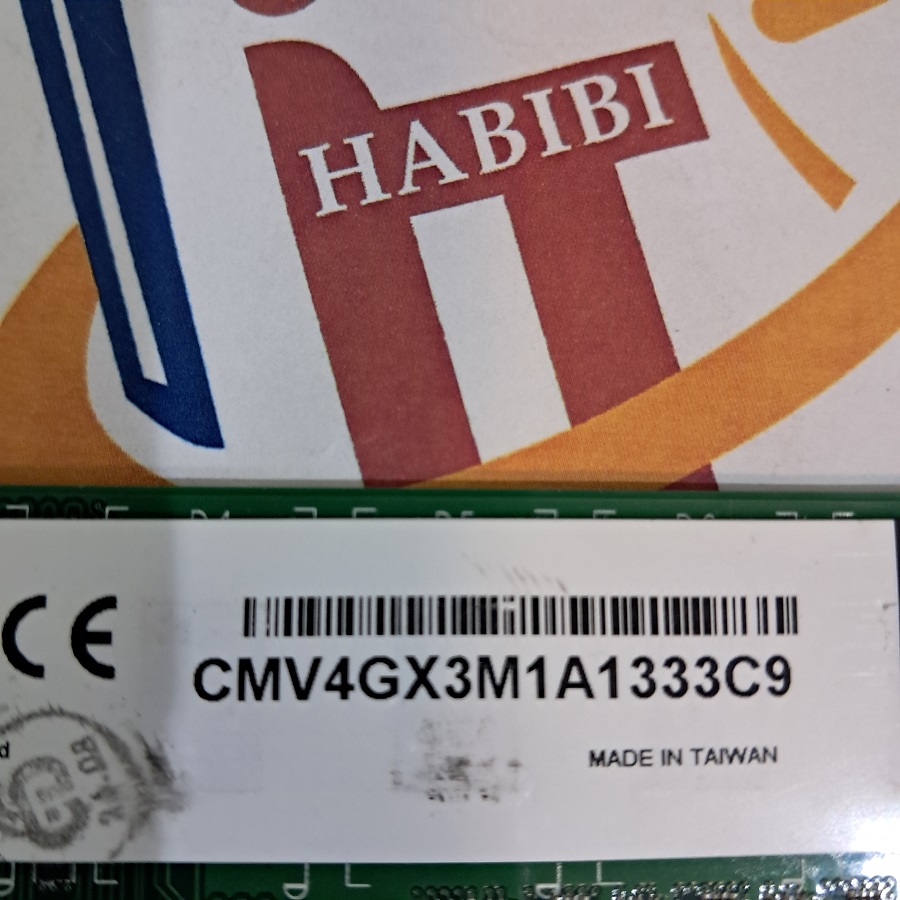 HABIBI
CE
CMV4GX3M1A1333C9
MADE IN TAIWAN